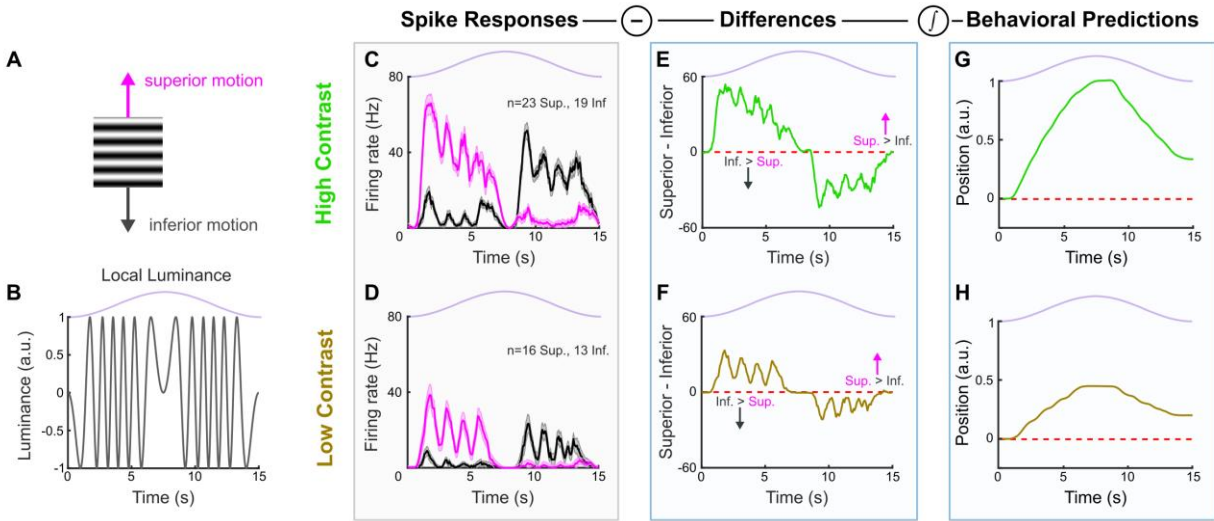 Spike Responses
−
Differences
∫
Behavioral Predictions
A
superior motion
inferior motion
B
Local Luminance
Luminance (a.u.)
1
0.5
0
-0.5
-1
0
5
10
15
Time (s)
High Contrast
C
80
40
0
Firing rate (Hz)
n=23 Sup., 19 Inf
0
5
10
15
Time (s)
E
60
0
-60
Superior - Inferior
Sup. > Inf.
Inf. > Sup.
0
5
10
15
Time (s)
G
1
0.5
0
Position (a.u.)
0
5
10
15
Time (s)
Low Contrast
D
80
40
0
Firing rate (Hz)
n=16 Sup., 13 Inf.
0
5
10
15
Time (s)
F
60
0
-60
Superior - Inferior
Sup. > Inf.
Inf. > Sup.
0
5
10
15
Time (s)
H
1
0.5
0
Position (a.u.)
0
5
10
15
Time (s)